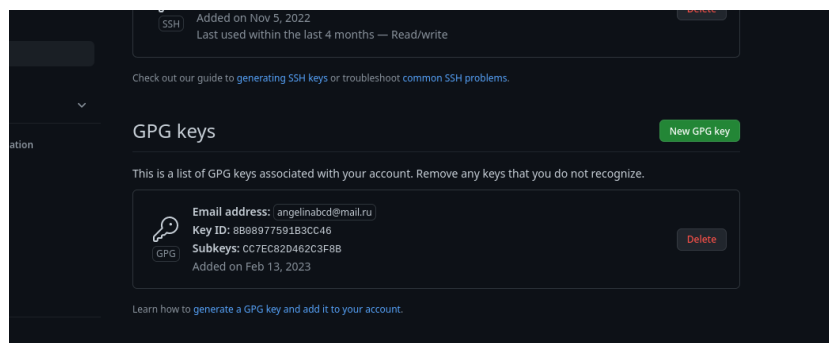 Delete
SSH
Added on Nov 5, 2022
Last used within the last 4 months — Read/write
Check out our guide to generating SSH keys or troubleshoot common SSH problems.
ation
GPG keys
New GPG key
This is a list of GPG keys associated with your account. Remove any keys that you do not recognize.
Email address: angelinabcd@mail.ru
Key ID: 8B08977591B3CC46
Subkeys: CC7EC82D462C3F8B
GPG
Added on Feb 13, 2023
Delete
Learn how to generate a GPG key and add it to your account.